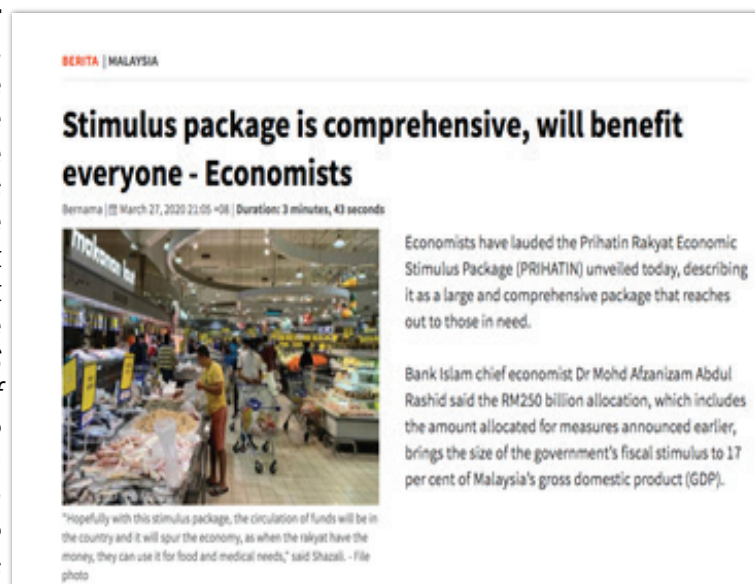 BERITA | MALAYSIA
Stimulus package is comprehensive, will benefit
everyone - Economists
Bernama | March 27, 2020 21:05 +08 | Duration: 3 minutes, 43 seconds
makanan laut
Economists have lauded the Prihatin Rakyat Economic
Stimulus Package (PRIHATIN) unveiled today, describing
it as a large and comprehensive package that reaches
out to those in need.
Bank Islam chief economist Dr Mohd Afzanizam Abdul
Rashid said the RM250 billion allocation, which includes
the amount allocated for measures announced earlier,
brings the size of the government's fiscal stimulus to 17
per cent of Malaysia's gross domestic product (GDP).
"Hopefully with this stimulus package, the circulation of funds will be in
the country and it will spur the economy, as when the rakyat have the
money, they can use it for food and medical needs," said Shazali. - File
photo